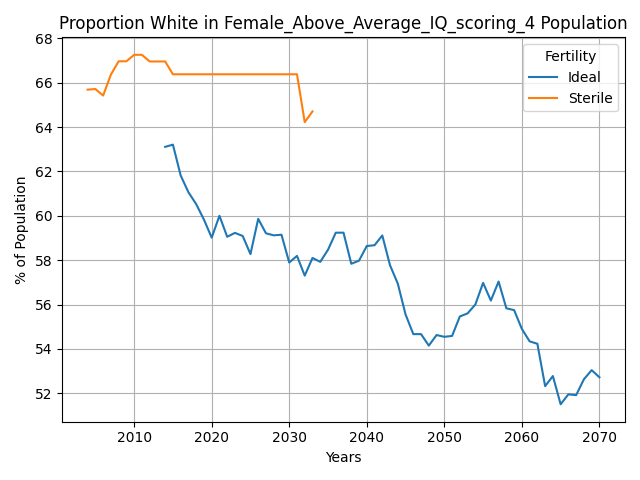 Proportion White in Female_Above_Average_IQ_scoring_4 Population
68
66
64
62
60
58
56
54
52
% of Population
Fertility
Ideal
Sterile
2010 2020 2030 2040 2050 2060 2070
Years